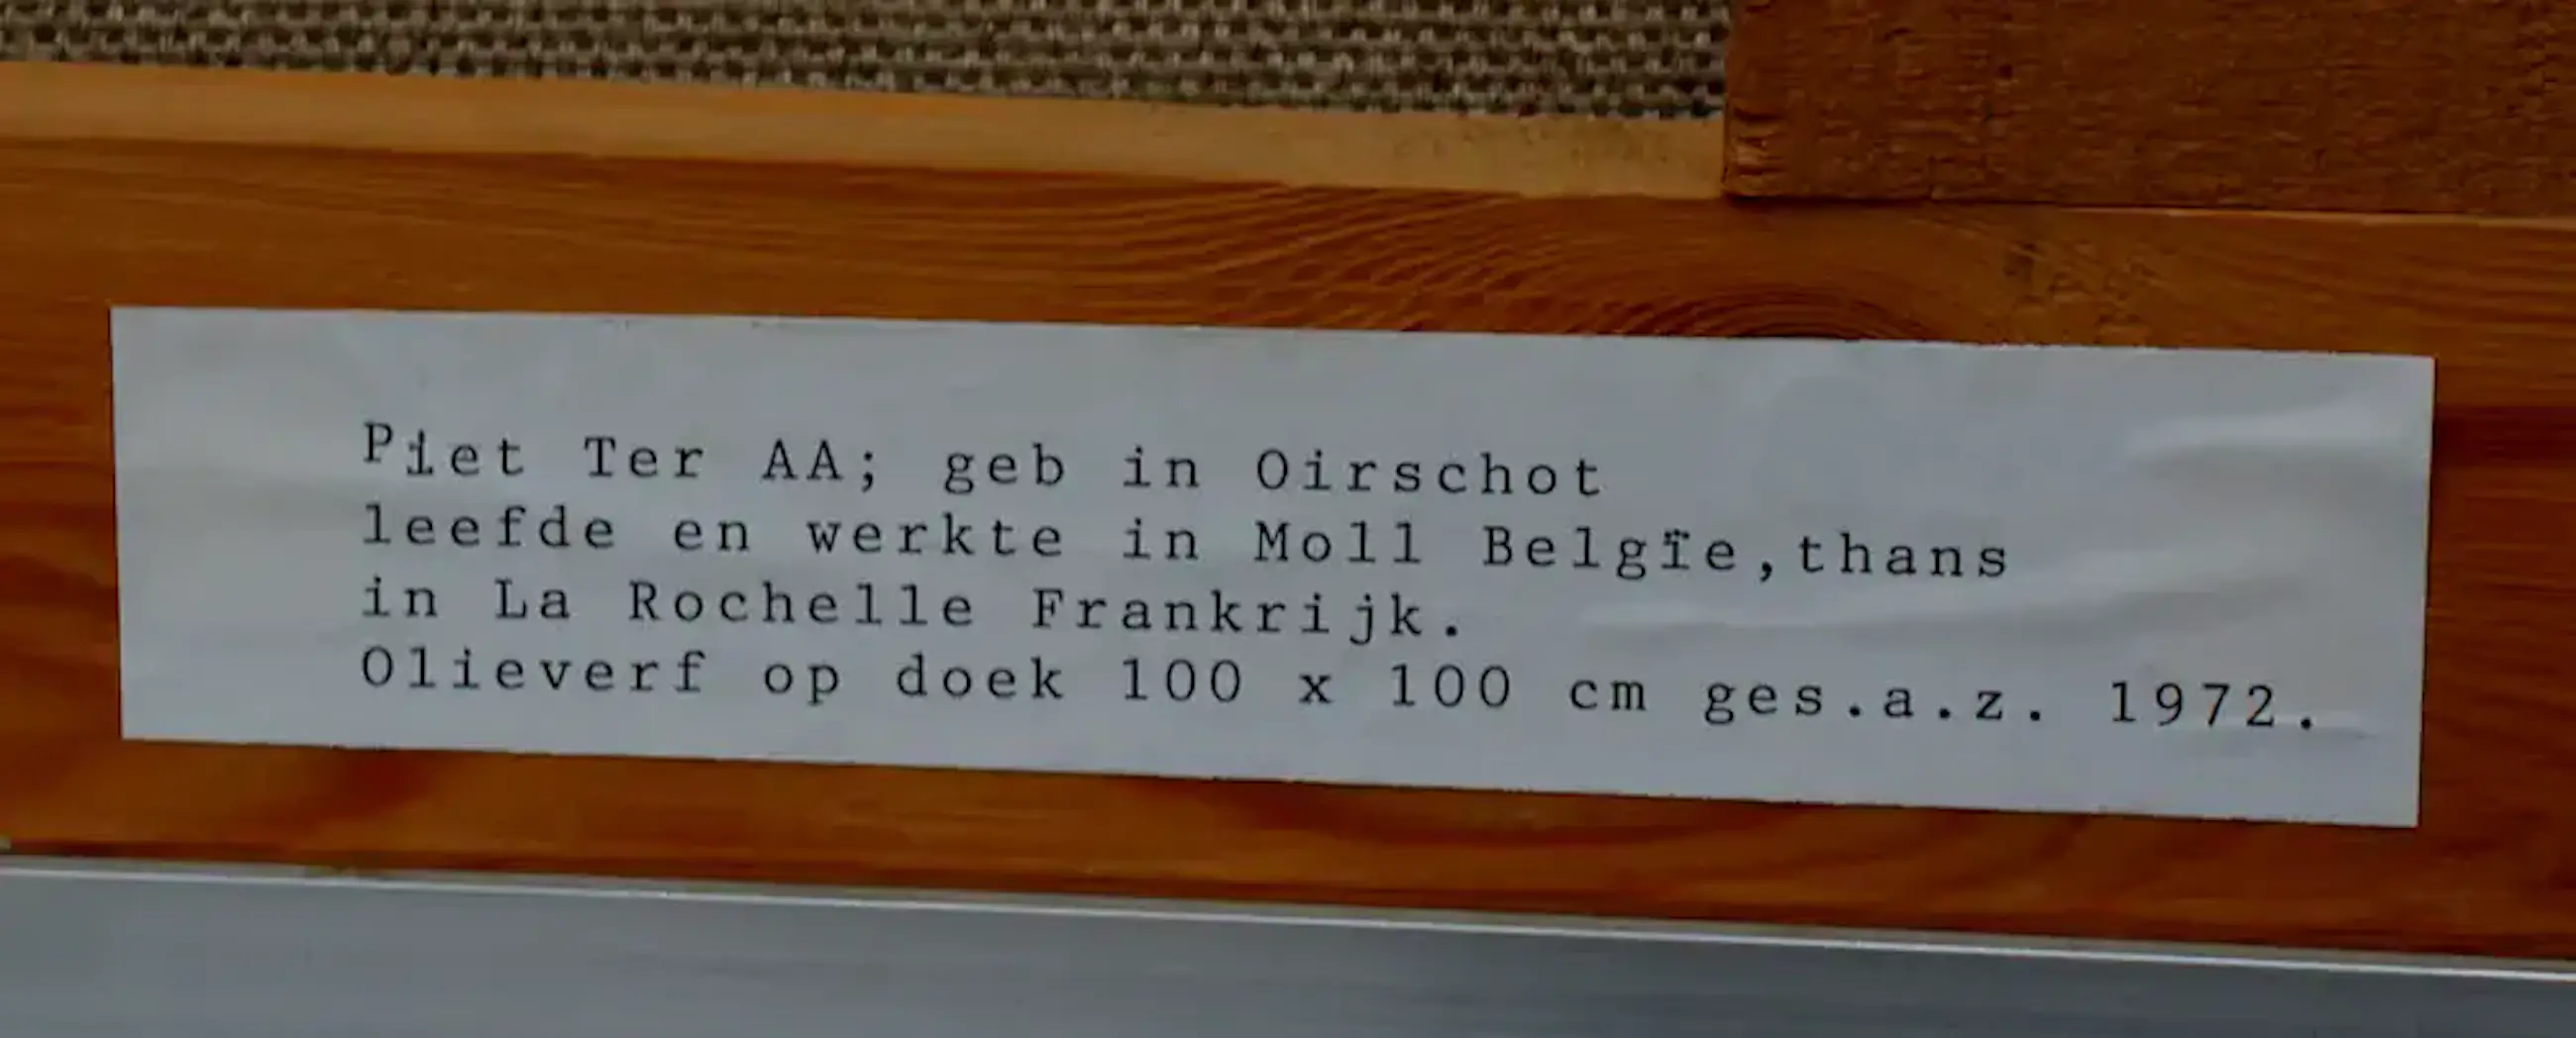 Piet Ter AA; geb in Oirschot
leefde en werkte in Moll Belgïe,thans
in La Rochelle Frankrijk.
Olieverf op doek 100 x 100 cm ges.a.z. 1972.